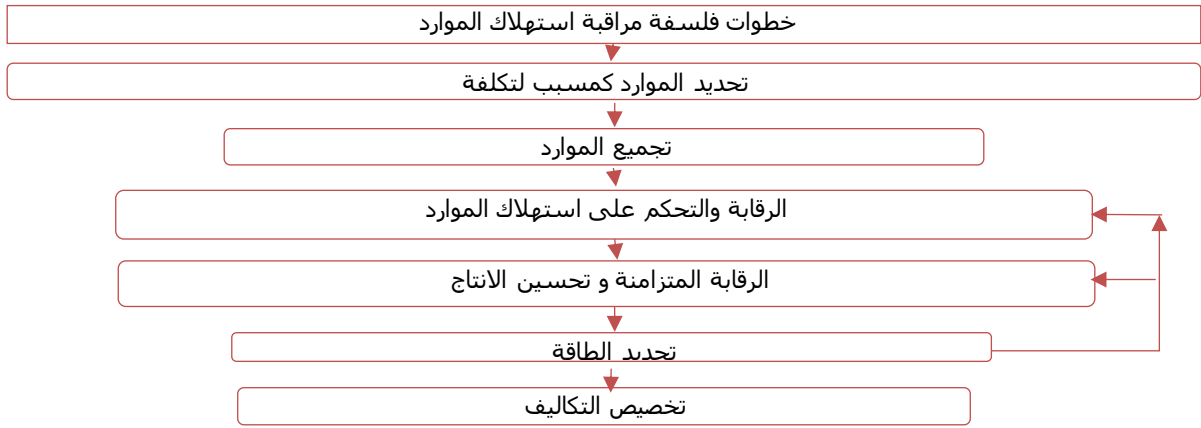 خطوات فلسفة مراقبة استهلاك الموارد
تحديد الموارد كمسبب لتكلفة
تجميع الموارد
الرقابة والتحكم على استهلاك الموارد
الرقابة المتزامنة و تحسين الانتاج
تحديد الطاقة
تخصيص التكاليف